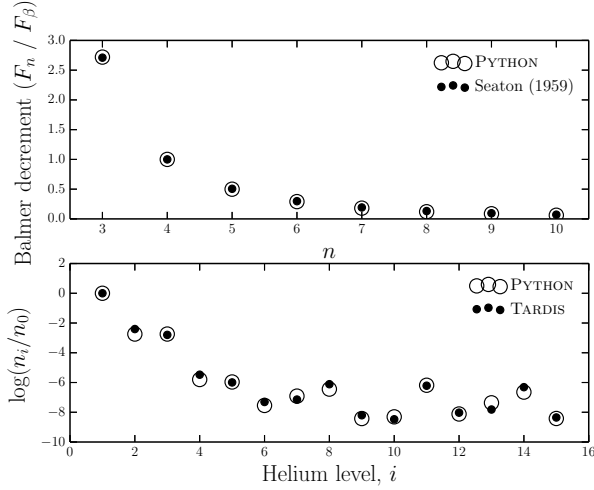 Balmer decrement (F_n / F_β)
3.0
2.5
2.0
1.5
1.0
0.5
0.0
PYTHON
Seaton (1959)
3 4 5 6 7 8 9 10
n
log(n_i/n_0)
2
0
−2
−4
−6
−8
−10
PYTHON
TARDIS
0 2 4 6 8 10 12 14 16
Helium level, i